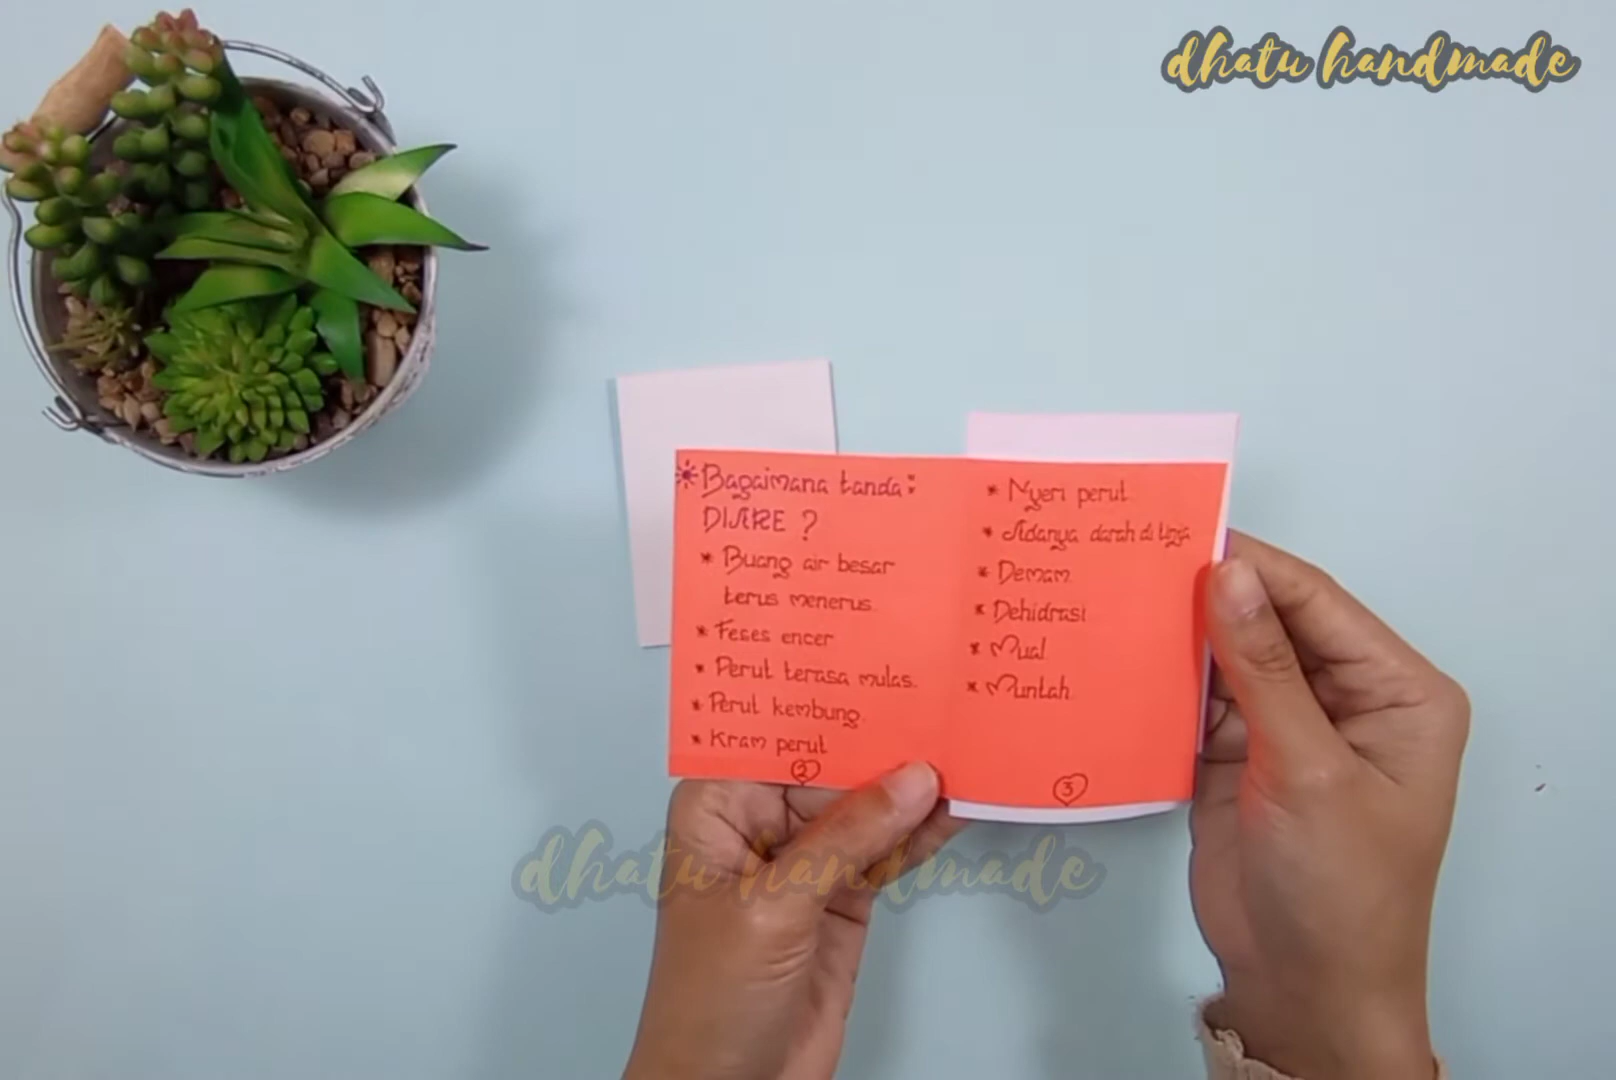 dhatu handmade
Bagaimana tanda:
DIARE ?
* Buang air besar
terus menerus.
* Feses encer
* Perut terasa mulas.
* Perut kembung.
* Kram perut
2
* Nyeri perut
* Adanya darah di tinja
* Demam
* Dehidrasi
* Mual
* Muntah
3
dhatu handmade